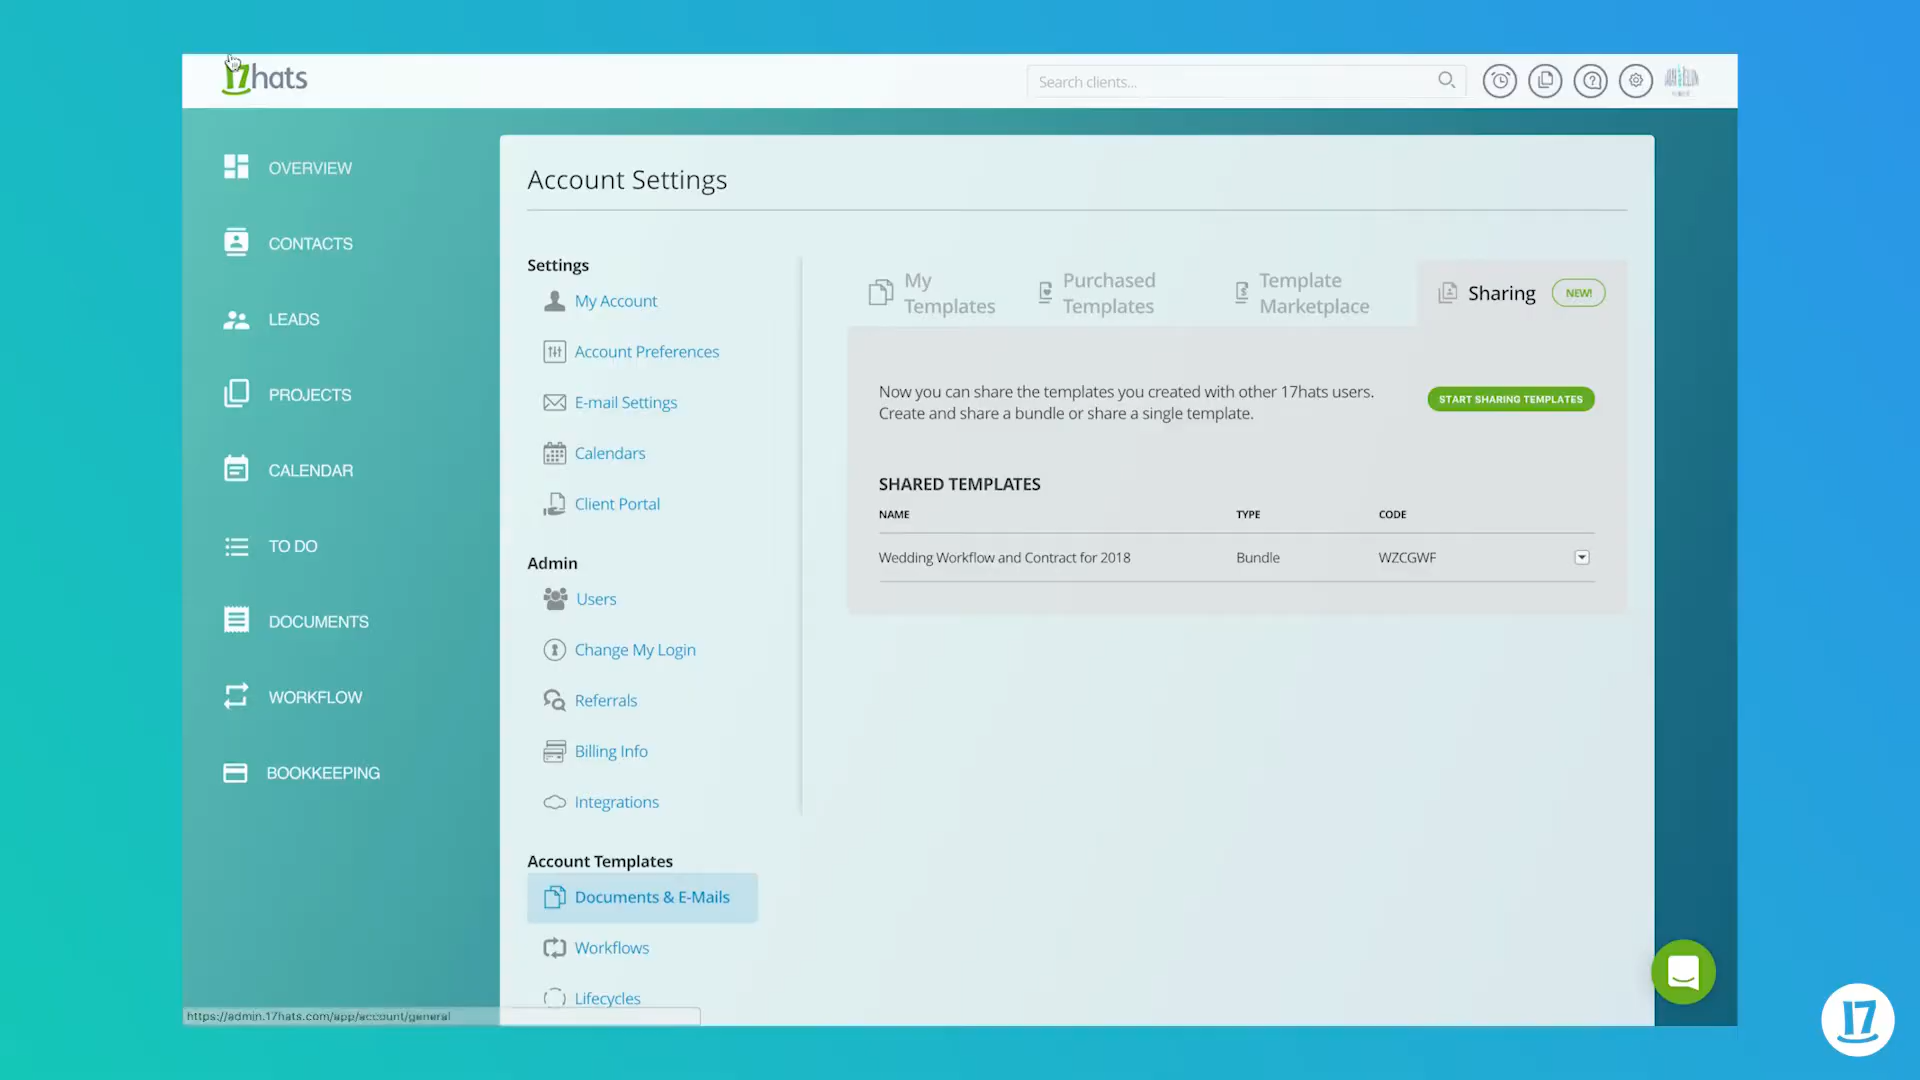 17hats
Search clients...
OVERVIEW
CONTACTS
LEADS
PROJECTS
CALENDAR
TO DO
DOCUMENTS
WORKFLOW
BOOKKEEPING
Account Settings
Settings
My Account
Account Preferences
E-mail Settings
Calendars
Client Portal
Admin
Users
Change My Login
Referrals
Billing Info
Integrations
Account Templates
Documents & E-Mails
Workflows
Lifecycles
My
Templates
Purchased
Templates
Template
Marketplace
Sharing NEW!
Now you can share the templates you created with other 17hats users.
Create and share a bundle or share a single template.
START SHARING TEMPLATES
SHARED TEMPLATES
NAME TYPE CODE
Wedding Workflow and Contract for 2018 Bundle WZCGWF
https://admin.17hats.com/app/account/general
17